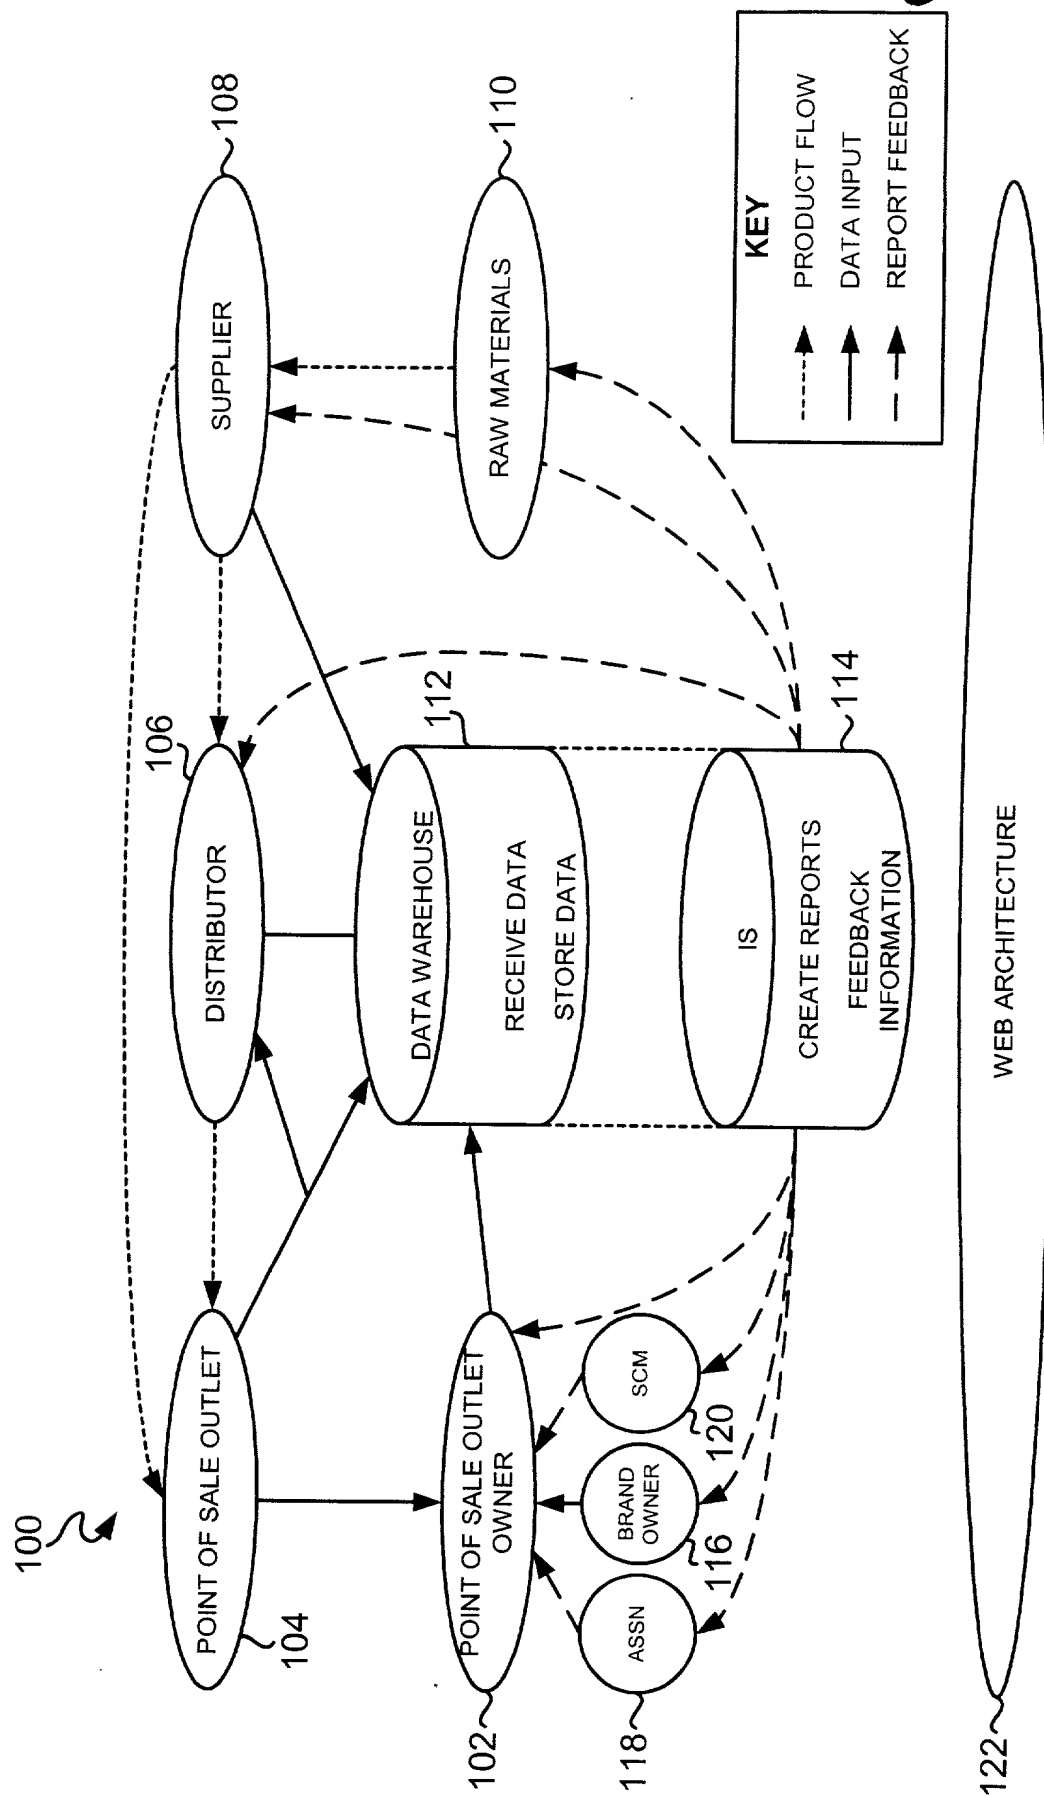 100
POINT OF SALE OUTLET
104
DISTRIBUTOR
106
SUPPLIER
108
POINT OF SALE OUTLET
OWNER
102
DATA WAREHOUSE
RECEIVE DATA
STORE DATA
112
RAW MATERIALS
110
ASSN
118
BRAND
OWNER
116
SCM
120
IS
CREATE REPORTS
FEEDBACK
INFORMATION
114
KEY
PRODUCT FLOW
DATA INPUT
REPORT FEEDBACK
WEB ARCHITECTURE
122